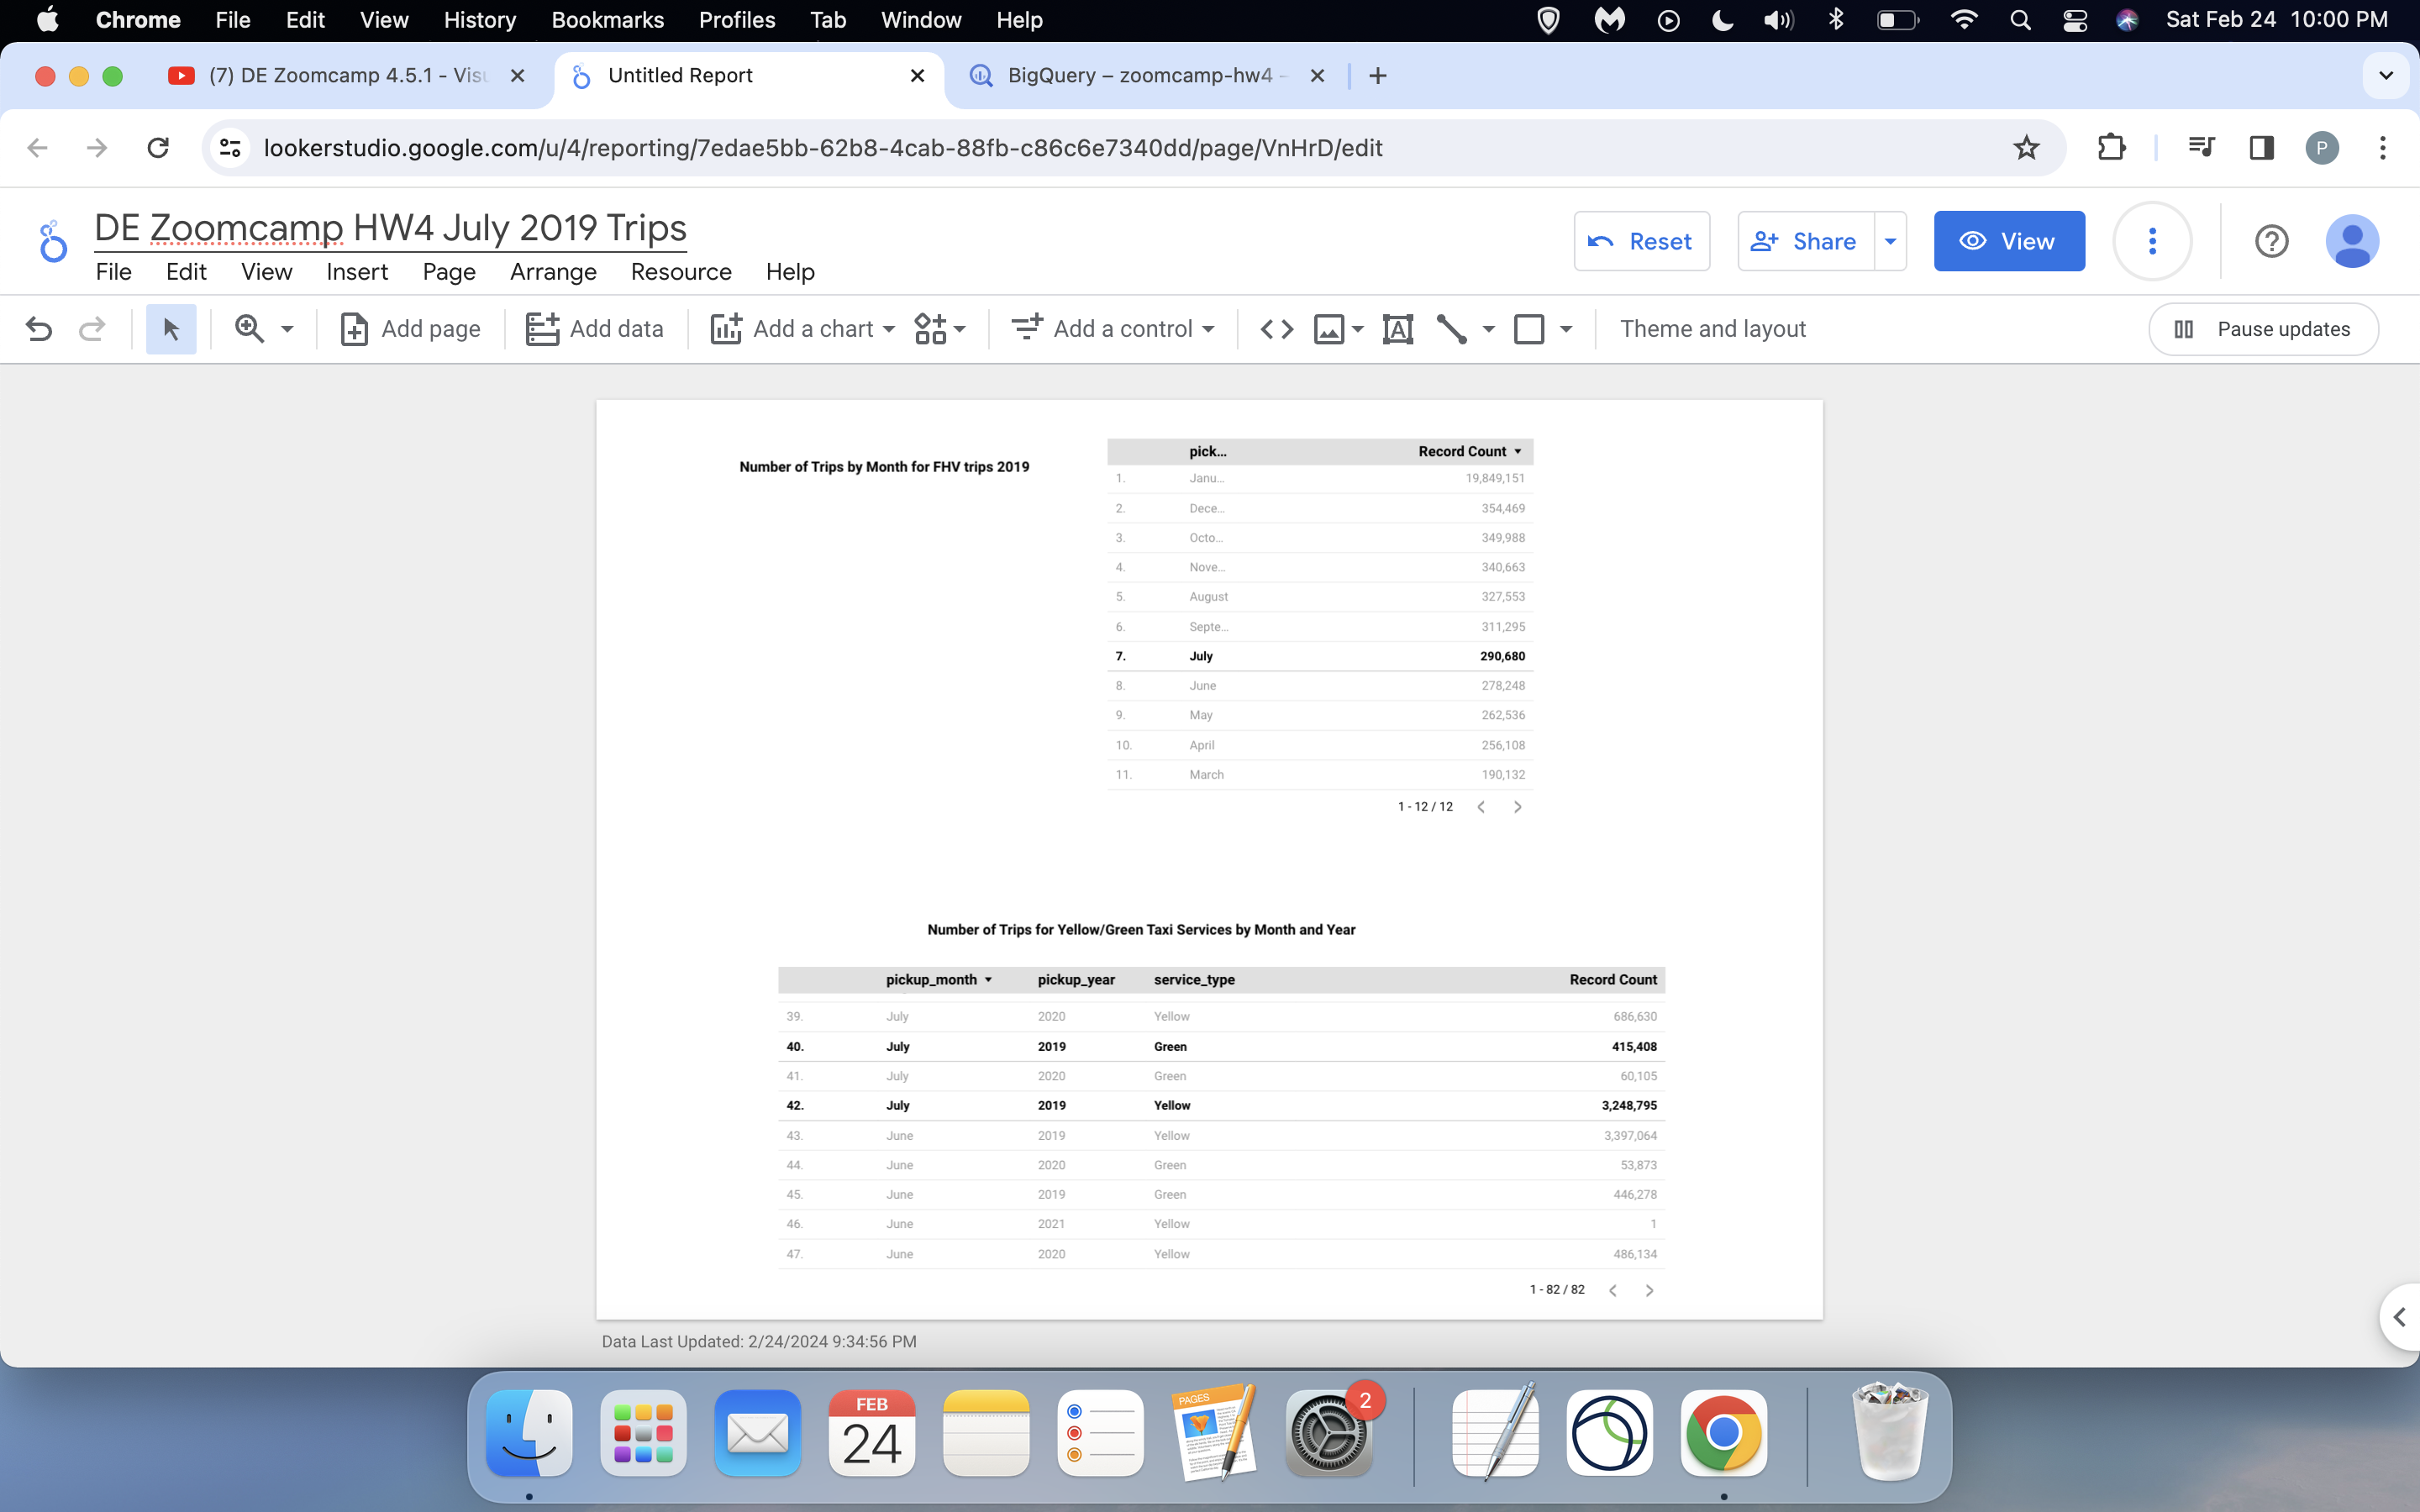 Chrome File Edit View History Bookmarks Profiles Tab Window Help Sat Feb 24 10:00 PM
(7) DE Zoomcamp 4.5.1 - Visu Untitled Report BigQuery – zoomcamp-hw4 -
lookerstudio.google.com/u/4/reporting/7edae5bb-62b8-4cab-88fb-c86c6e7340dd/page/VnHrD/edit P
DE Zoomcamp HW4 July 2019 Trips
Reset Share View
File Edit View Insert Page Arrange Resource Help
Add page Add data Add a chart Add a control Theme and layout Pause updates
Number of Trips by Month for FHV trips 2019
pick... Record Count
1. Janu... 19,849,151
2. Dece... 354,469
3. Octo... 349,988
4. Nove... 340,663
5. August 327,553
6. Septe... 311,295
7. July 290,680
8. June 278,248
9. May 262,536
10. April 256,108
11. March 190,132
1 - 12 / 12
Number of Trips for Yellow/Green Taxi Services by Month and Year
pickup_month pickup_year service_type Record Count
39. July 2020 Yellow 686,630
40. July 2019 Green 415,408
41. July 2020 Green 60,105
42. July 2019 Yellow 3,248,795
43. June 2019 Yellow 3,397,064
44. June 2020 Green 53,873
45. June 2019 Green 446,278
46. June 2021 Yellow 1
47. June 2020 Yellow 486,134
1 - 82 / 82
Data Last Updated: 2/24/2024 9:34:56 PM
FEB
24
PAGES
2